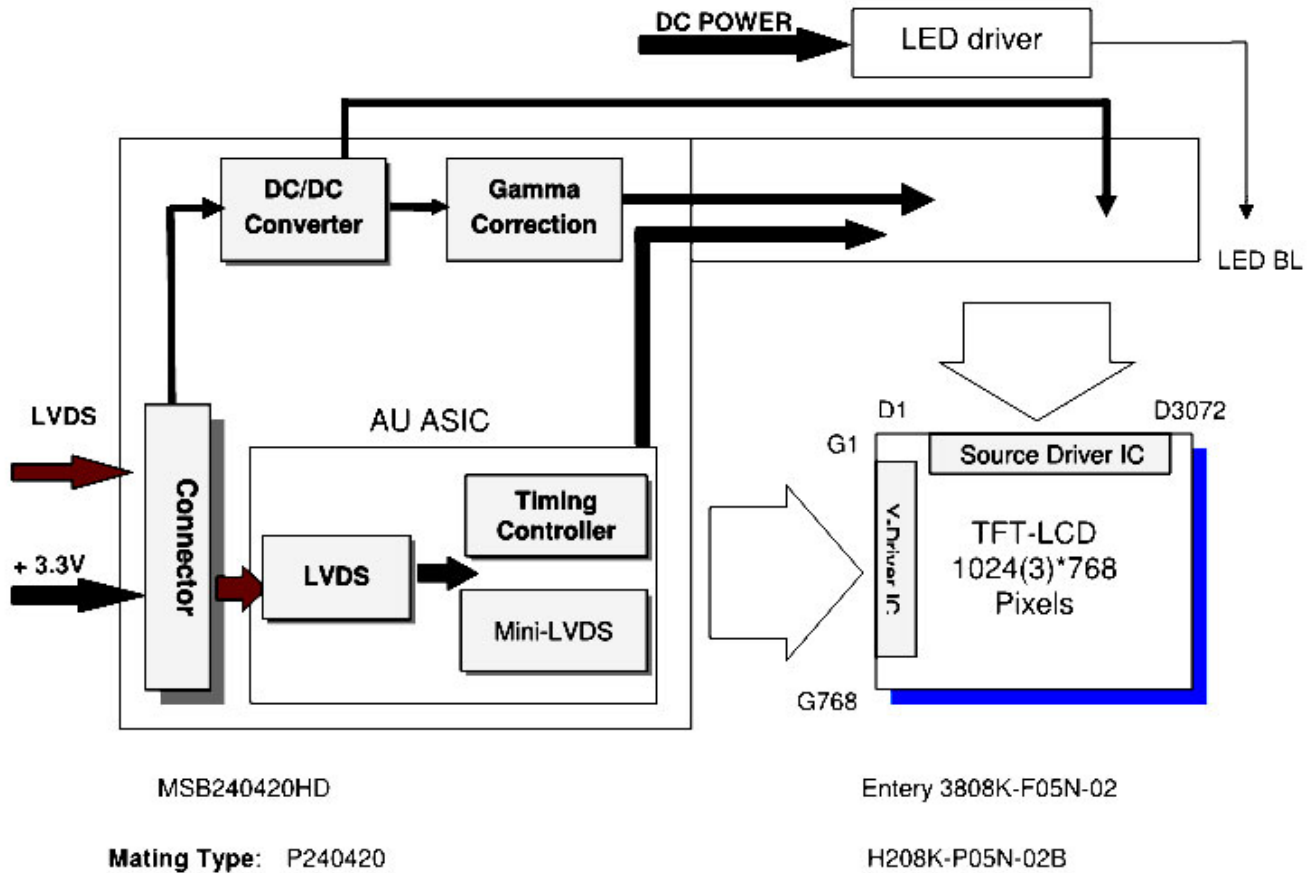 DC POWER
LED driver
DC/DC
Converter
Gamma
Correction
LED BL
LVDS
AU ASIC
D1
D3072
G1
Source Driver IC
Connector
Timing
Controller
Y-Driver IC
TFT-LCD
1024(3)*768
Pixels
+ 3.3V
LVDS
Mini-LVDS
G768
MSB240420HD
Entery 3808K-F05N-02
Mating Type: P240420
H208K-P05N-02B